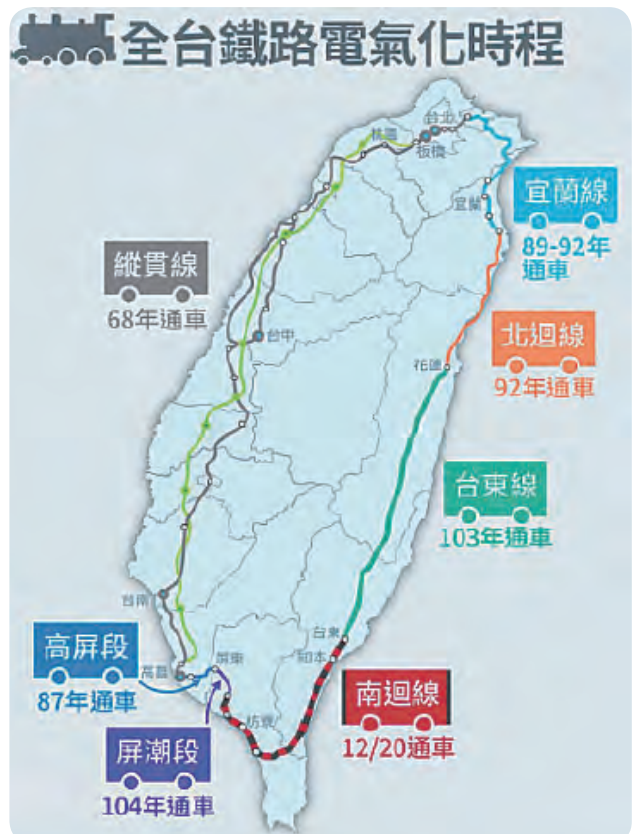 全台鐵路電氣化時程
台北
桃園
板橋
宜蘭
宜蘭線
89-92年
通車
縱貫線
68年通車
台中
北迴線
92年通車
花蓮
台東線
103年通車
台南
台東
知本
高屏段
87年通車
高雄
屏東
南迴線
12/20通車
枋寮
屏潮段
104年通車